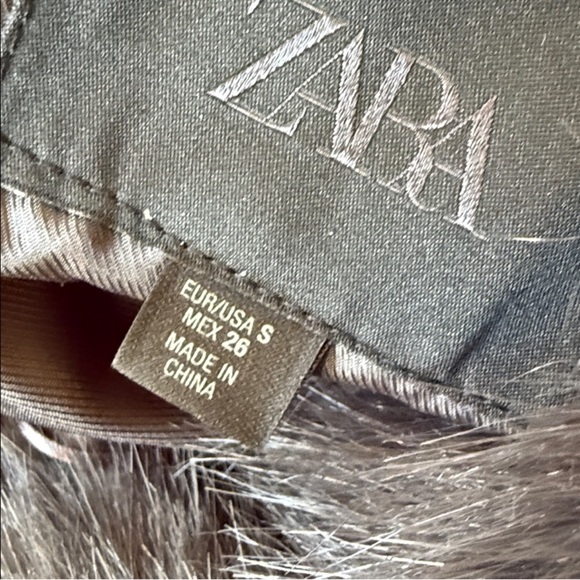 ZARA
EUR/USA S
MEX 26
MADE IN
CHINA